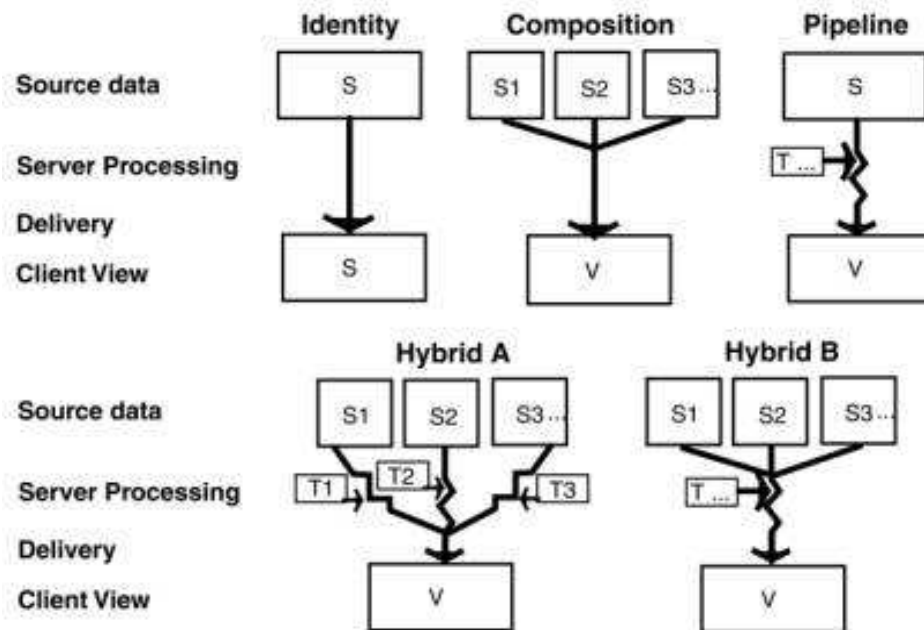 Identity Composition Pipeline
Source data S S1 S2 S3... S
Server Processing T ...
Delivery
Client View S V V
Hybrid A Hybrid B
Source data S1 S2 S3... S1 S2 S3...
Server Processing T1 T2 T3 T ...
Delivery
Client View V V